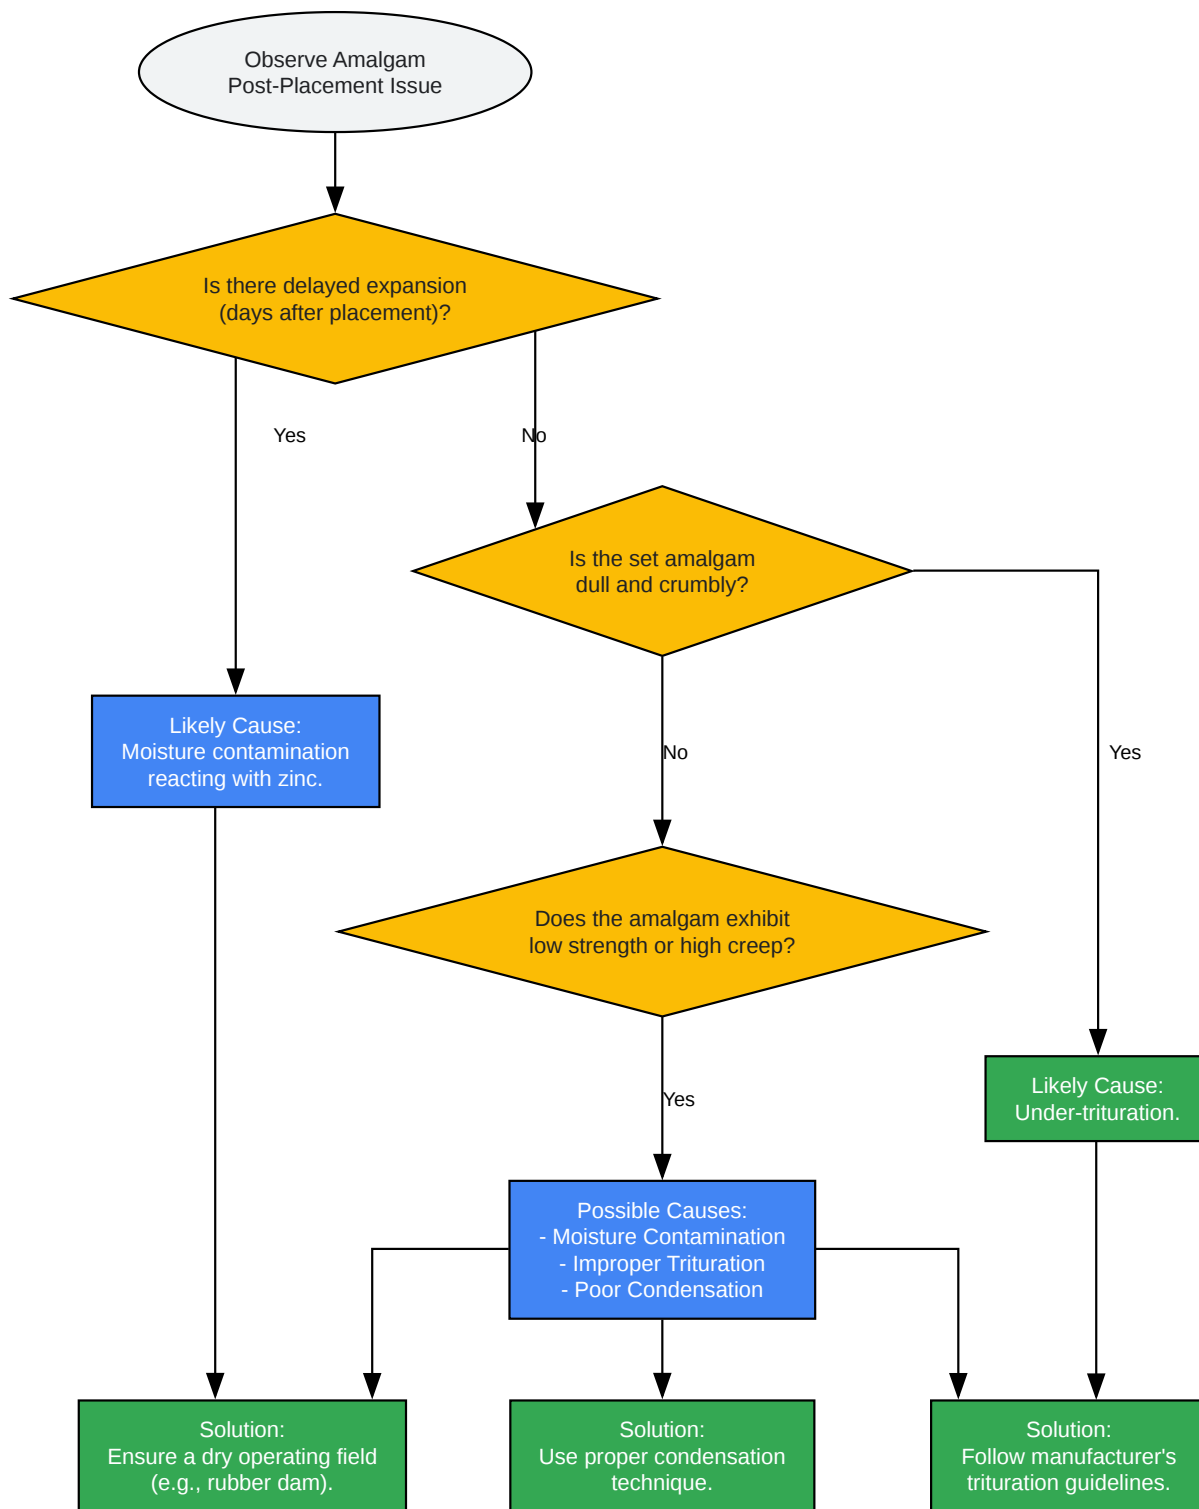 Observe Amalgam
Post-Placement Issue
Is there delayed expansion
(days after placement)?
Yes
No
Is the set amalgam
dull and crumbly?
Likely Cause:
Moisture contamination
reacting with zinc.
No
Yes
Does the amalgam exhibit
low strength or high creep?
Yes
Likely Cause:
Under-trituration.
Possible Causes:
- Moisture Contamination
- Improper Trituration
- Poor Condensation
Solution:
Ensure a dry operating field
(e.g., rubber dam).
Solution:
Use proper condensation
technique.
Solution:
Follow manufacturer's
trituration guidelines.